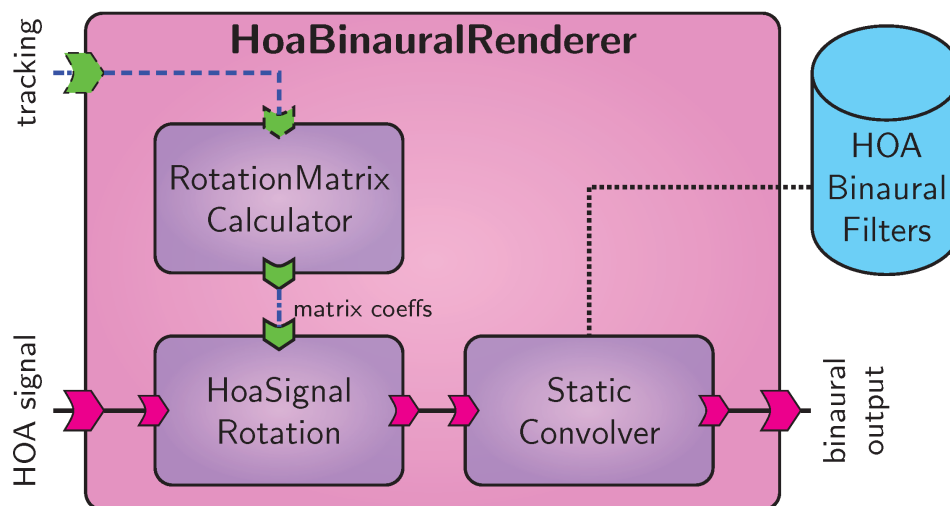 HoaBinauralRenderer
tracking
RotationMatrix
Calculator
HOA
Binaural
Filters
matrix coeffs
HOA signal
HoaSignal
Rotation
Static
Convolver
binaural
output